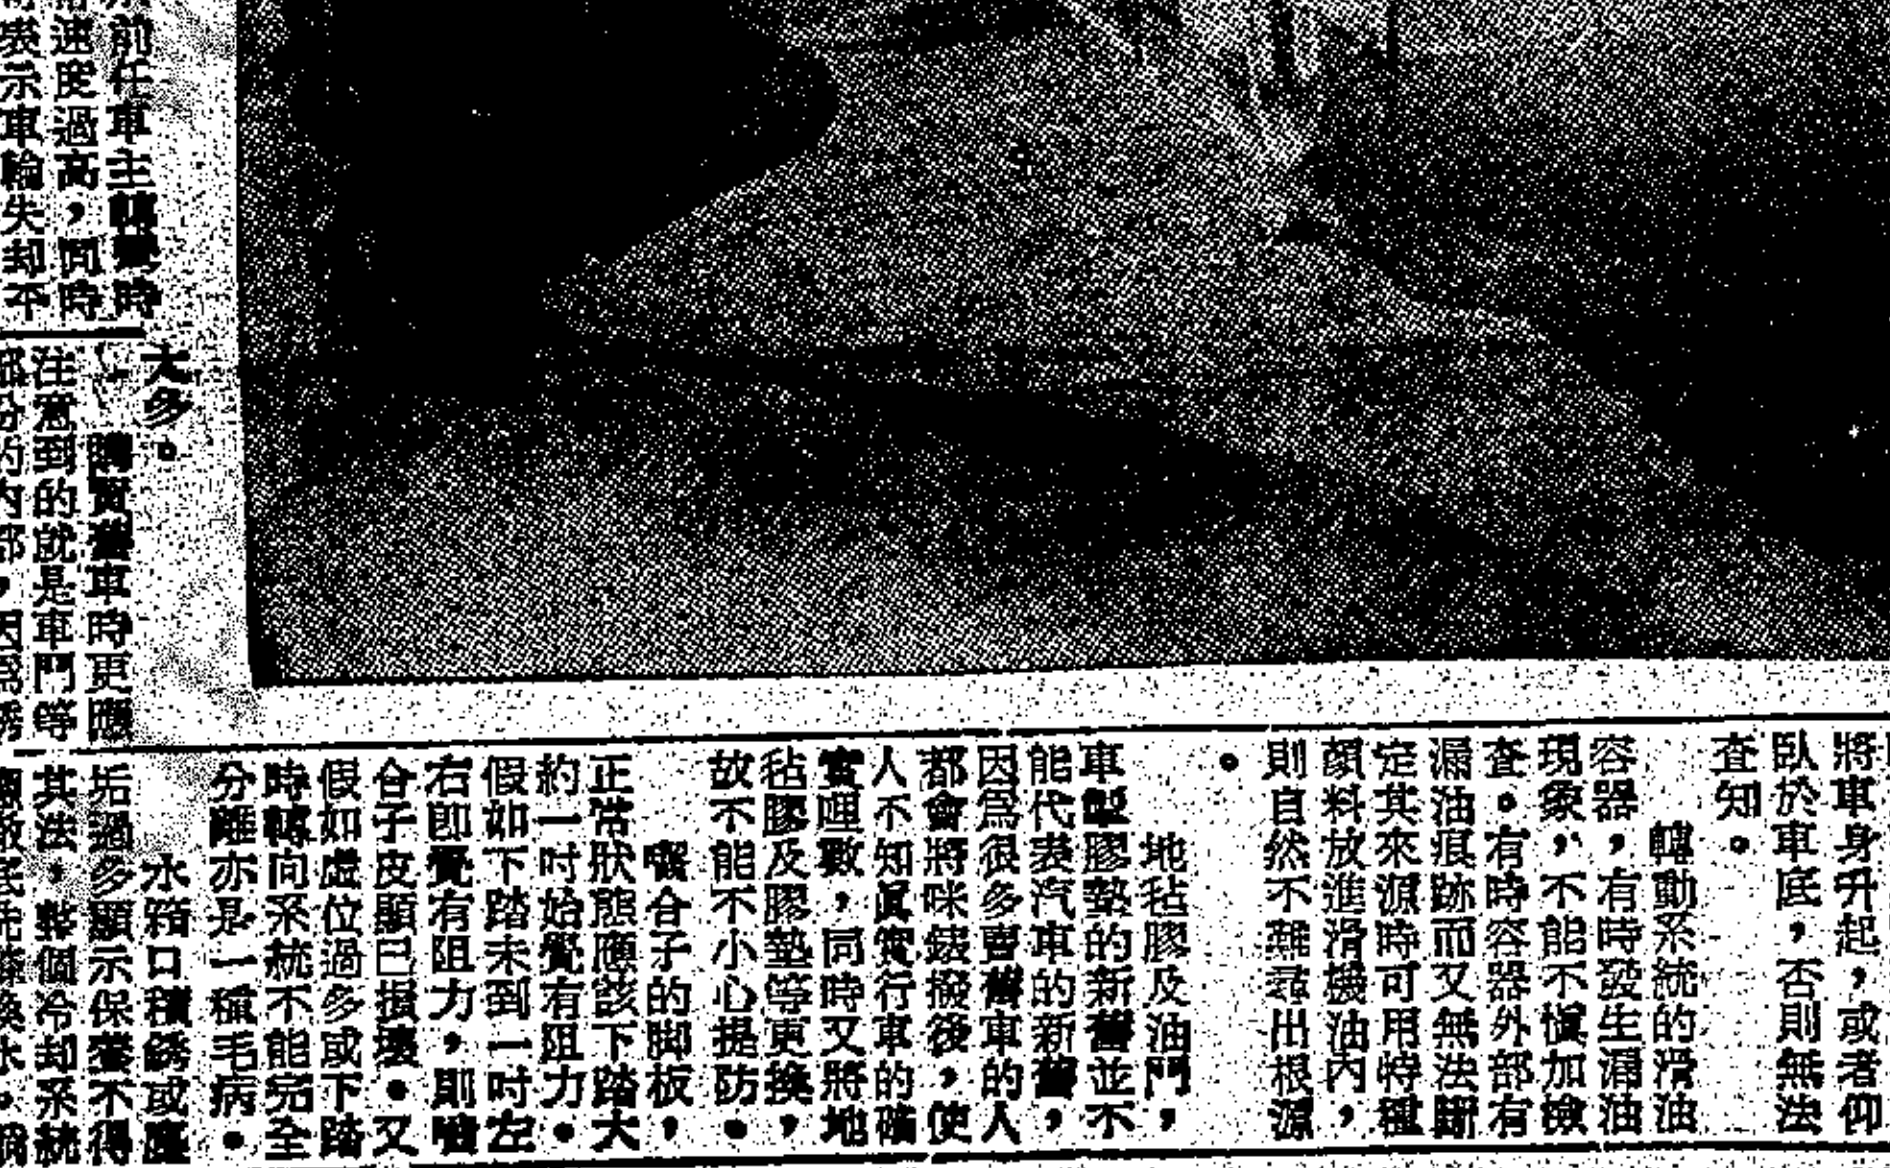 將車身升起，或者仰
臥於車底，否則無法
查知。
轉動系統的滑油
容器，有時發生漏油
現象，不能不愼加檢
查。有時容器外部有
漏油痕跡而又無法斷
定其來源時可用特種
顏料放進滑機油內，
則自然不難尋出根源
。
地毡膠及油門，
車掣膠墊的新舊並不
能代表汽車的新舊，
因爲很多賣舊車的人
都會將咪錶撥後，使
人不知眞實行車的確
實哩數，同時又將地
毡膠及膠墊等更換，
故不能不小心提防。
嚙合子的脚板，
正常狀態應該下踏大
約一吋始覺有阻力。
假如下踏未到一吋左
右卽覺有阻力，則嚙
合子皮顯已損壞。又
假如虛位過多或下踏
時轉向系統不能完全
分離亦是一種毛病。
水箱口積銹或塵
垢過多顯示保養不得
其法，整個冷却系統
前任車主轉彎時
速度過高，同時
表示車輪失却不
大多。
購買舊車時更應
注意到的就是車門等
部份的內部，因爲銹